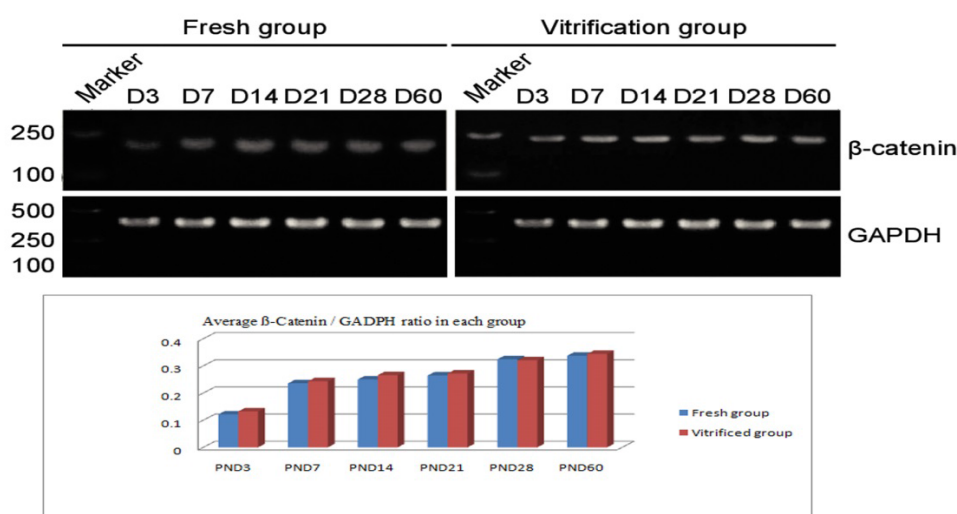 Fresh group Vitrification group
Marker D3 D7 D14 D21 D28 D60 Marker D3 D7 D14 D21 D28 D60
250
100
β-catenin
500
250
100
GAPDH
Average ß-Catenin / GADPH ratio in each group
0.4
0.3
0.2
0.1
0
PND3 PND7 PND14 PND21 PND28 PND60
Fresh group
Vitrificed group